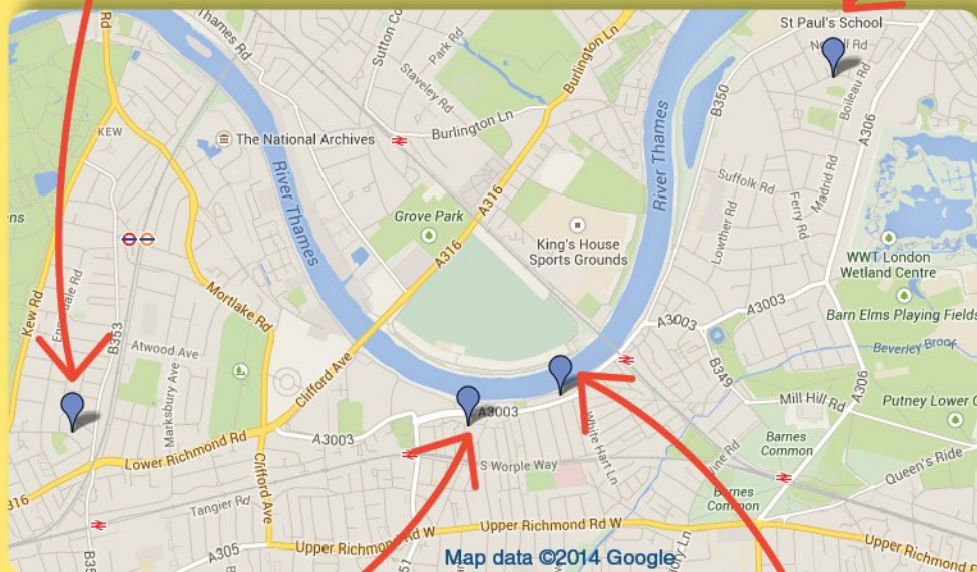 St Paul's School
Rd
Thames Rd
Sutton Co
Park Rd
Burlington Ln
Staveley Rd
B350
Boileau Rd
A306
KEW
The National Archives
Burlington Ln
River Thames
River Thames
Suffolk Rd
Madrid Rd
Ferry Rd
Lowther Rd
A316
Grove Park
King's House
Sports Grounds
WWT London
Wetland Centre
A316
Mortlake Rd
Kew Rd
B353
A3003
A3003
Barn Elms Playing Fields
Atwood Ave
Marksbury Ave
Clifford Ave
B349
Beverley Brook
A306
A3003
A3003
Mill Hill Rd
Putney Lower C
Lower Richmond Rd
White Hart Ln
Barnes
Common
Queen's Ride
S Worple Way
Clifford Ave
316
Tangier Rd
Barnes
Common
Upper Richmond Rd W
Upper Richmond Rd W
Upper Richmond
A305
B35
Map data ©2014 Google